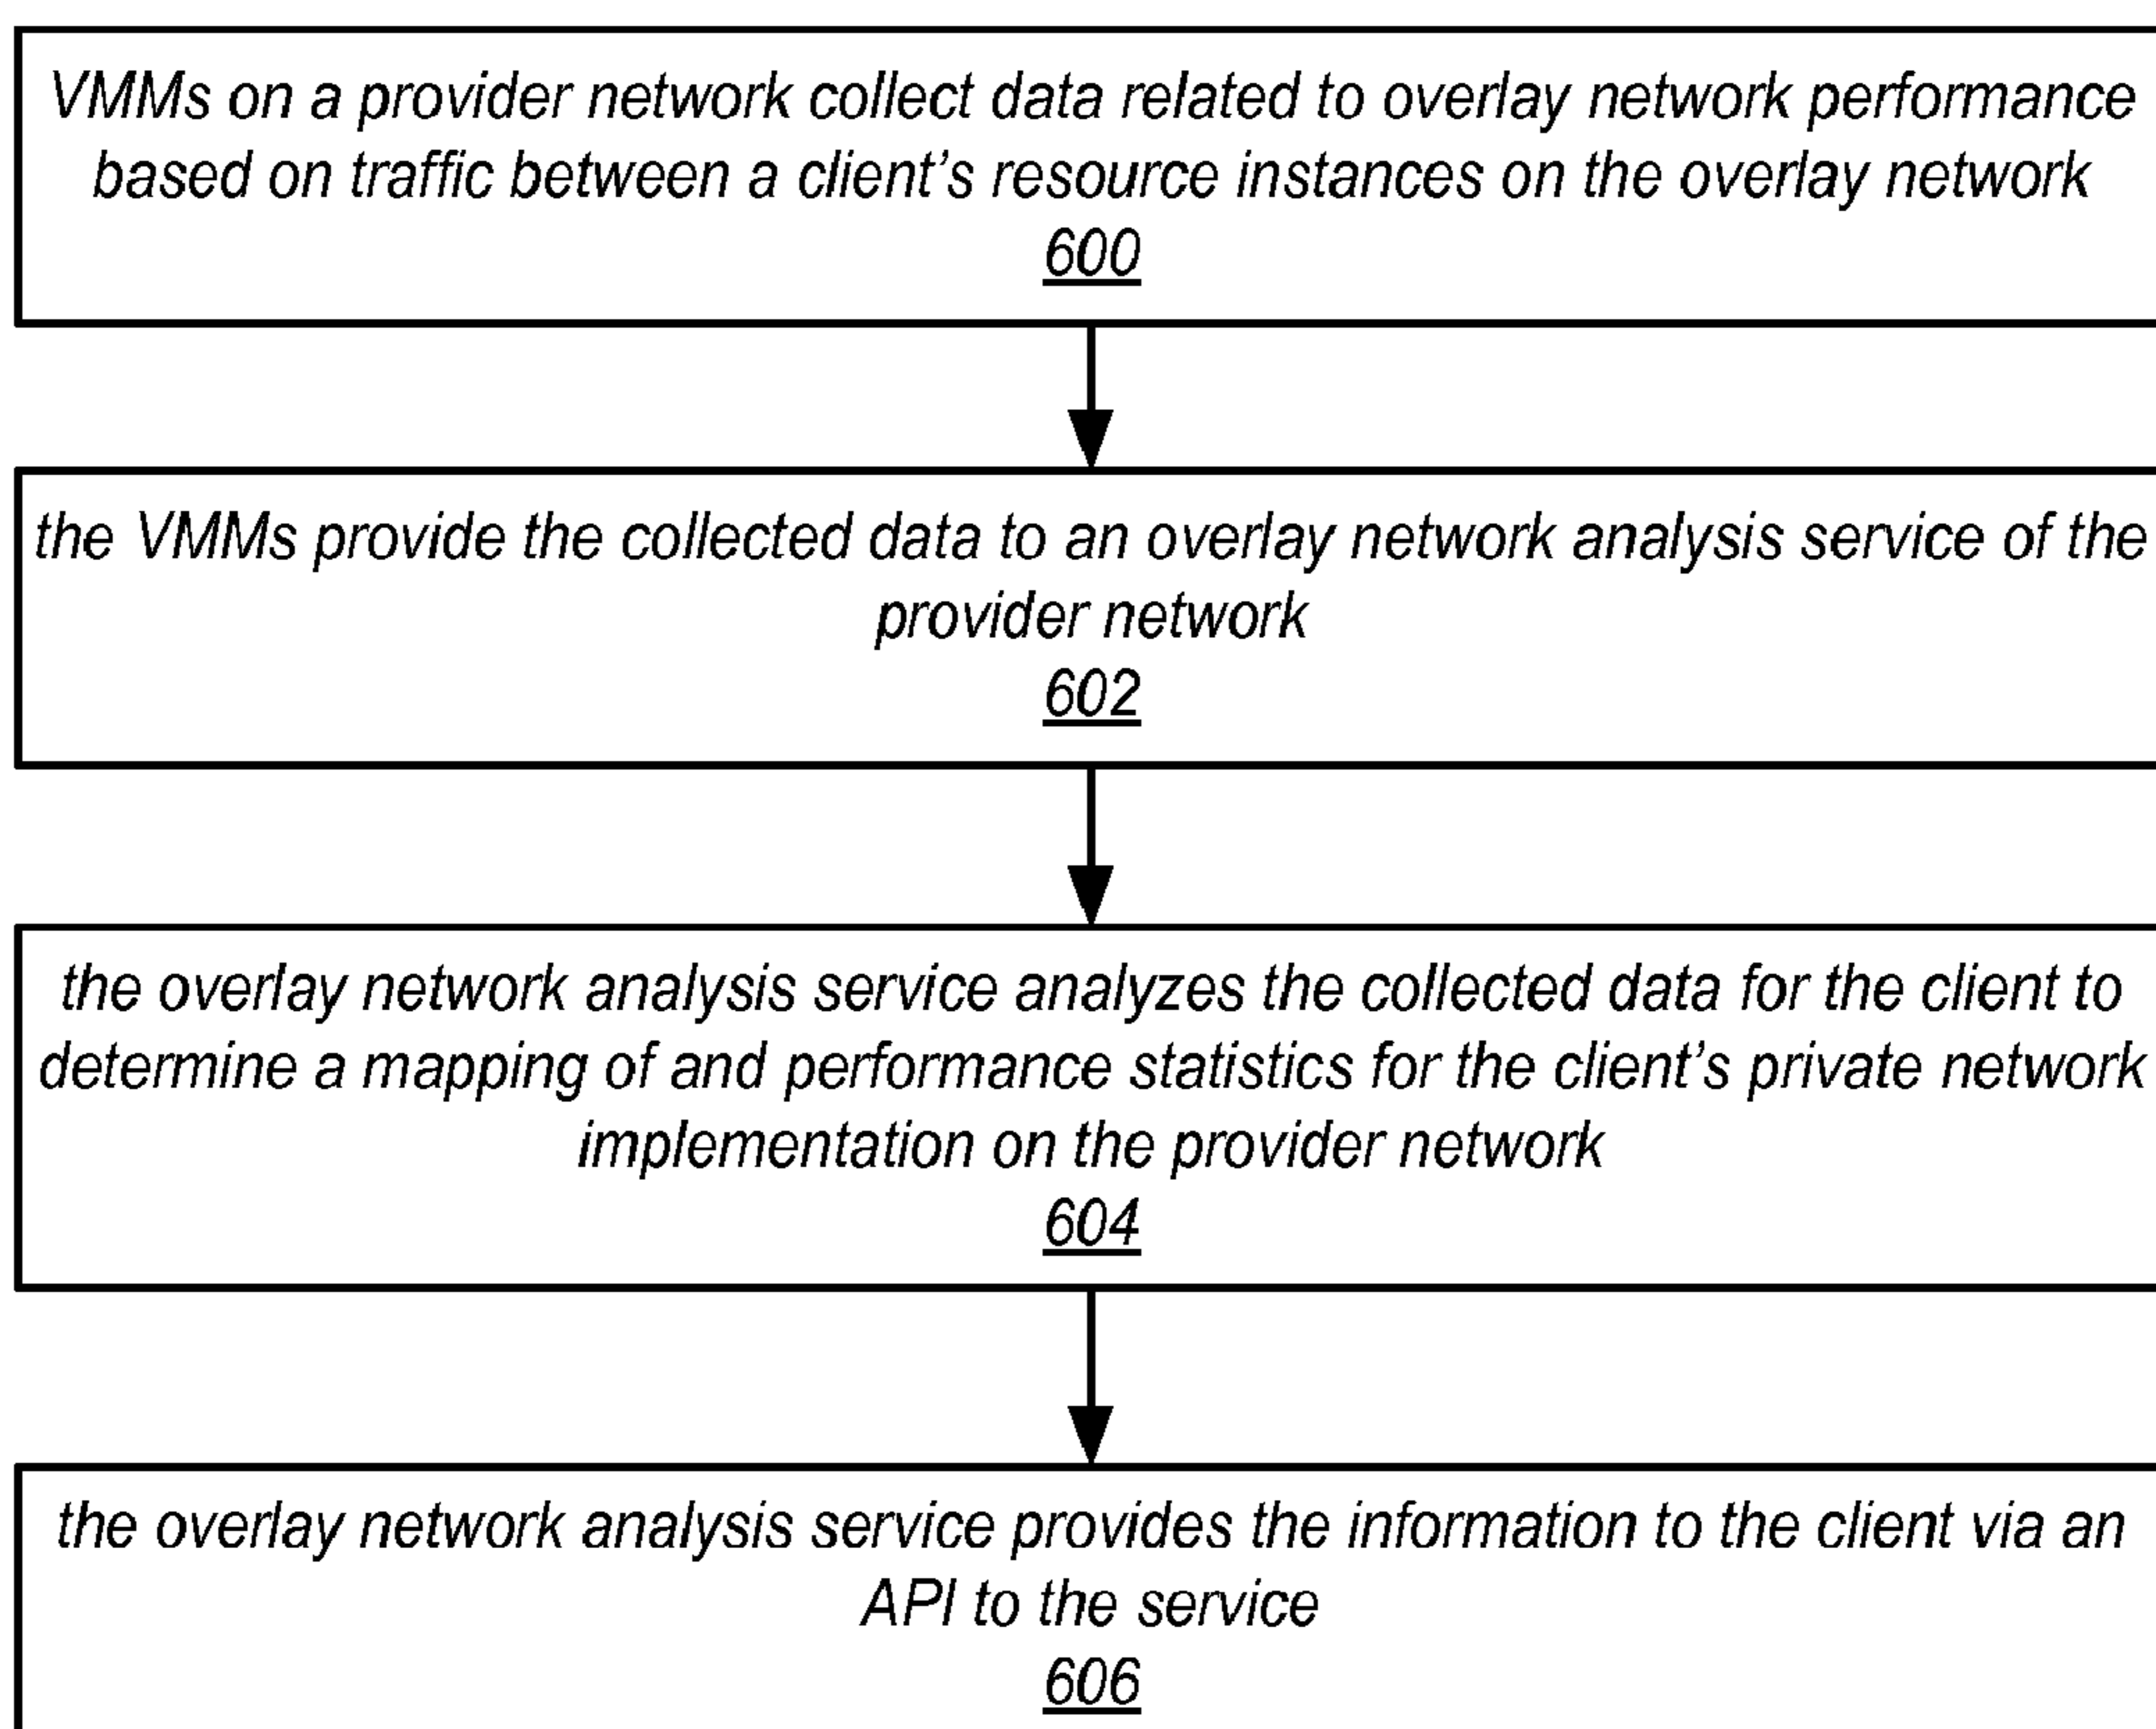 VMMs on a provider network collect data related to overlay network performance
based on traffic between a client's resource instances on the overlay network
600
the VMMs provide the collected data to an overlay network analysis service of the
provider network
602
the overlay network analysis service analyzes the collected data for the client to
determine a mapping of and performance statistics for the client's private network
implementation on the provider network
604
the overlay network analysis service provides the information to the client via an
API to the service
606